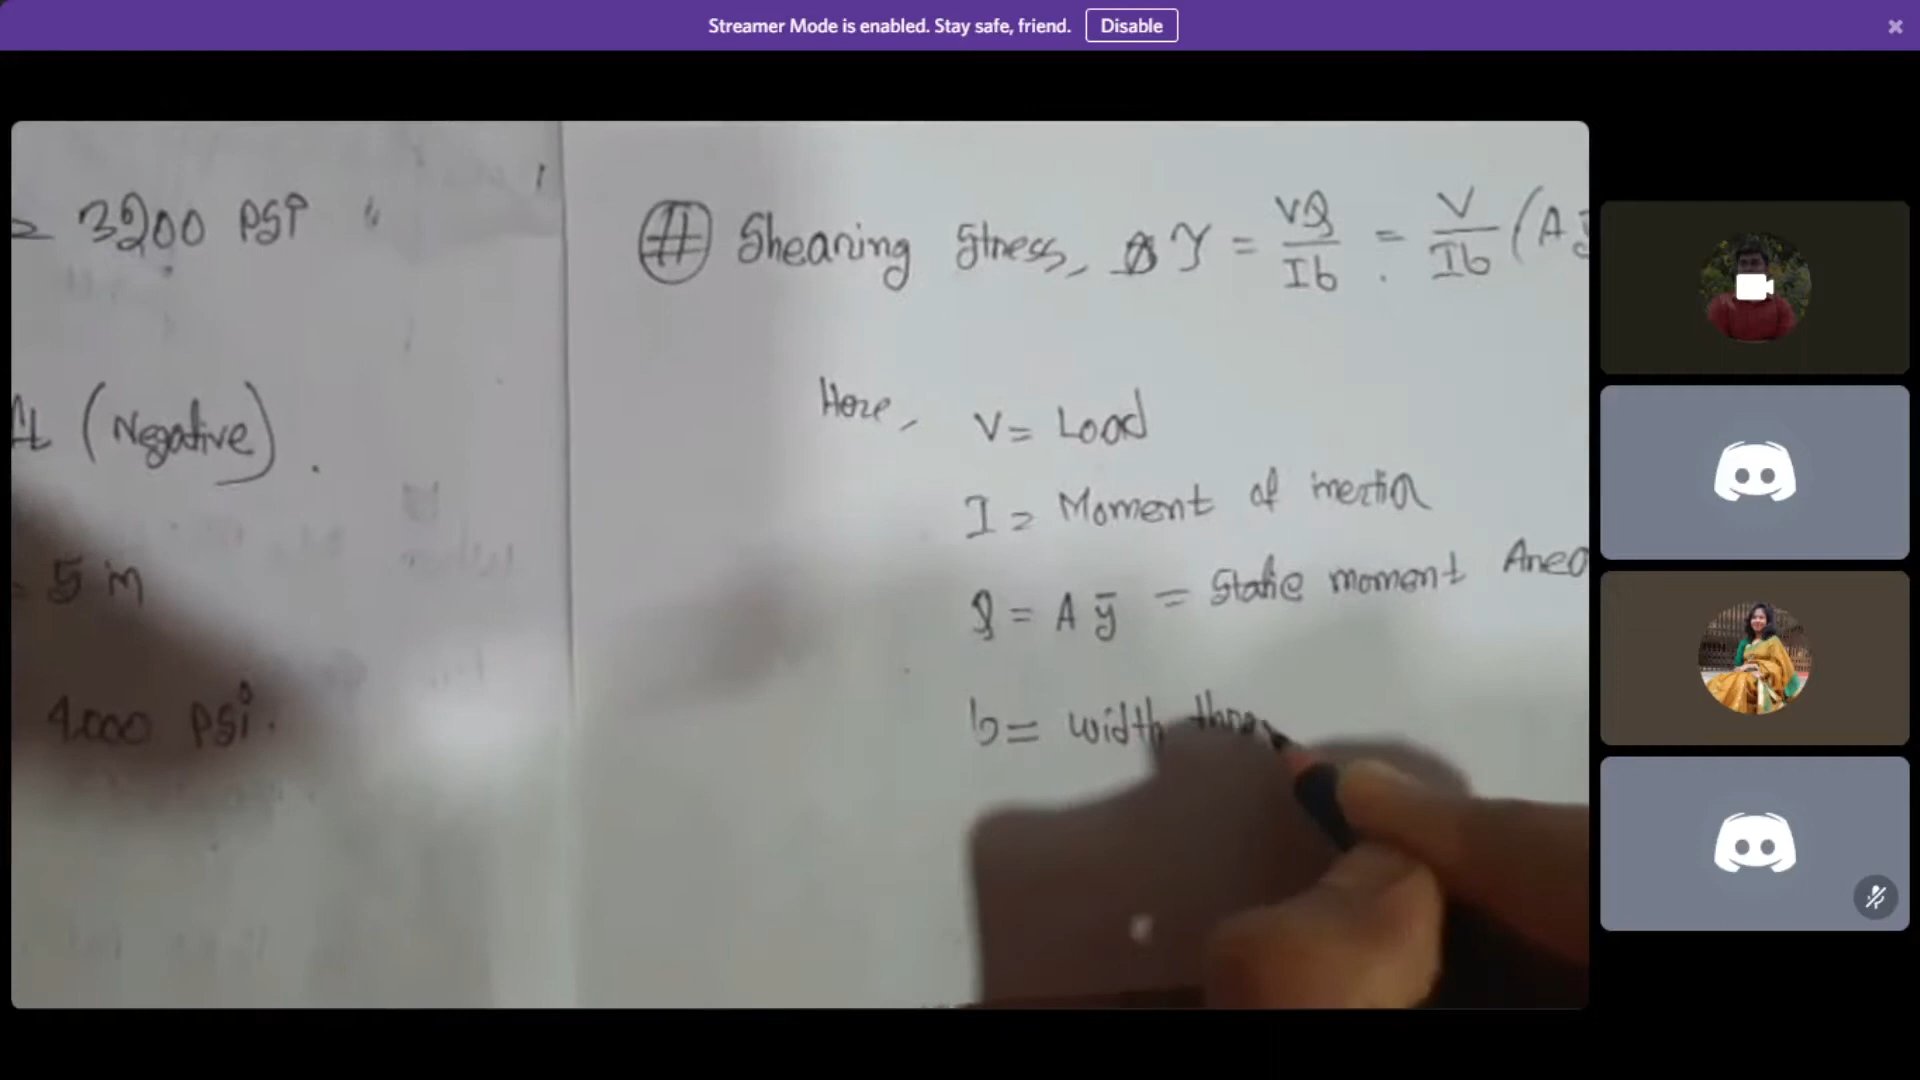 Streamer Mode is enabled. Stay safe, friend. Disable
= 3200 PSI
(Negative).
= 5 in
4000 PSi.
# Shearing Stress, τ = VQ/Ib = V/Ib (A ȳ
Here, V = Load
I = Moment of inertia
Q = A ȳ = Static moment Area
b = width